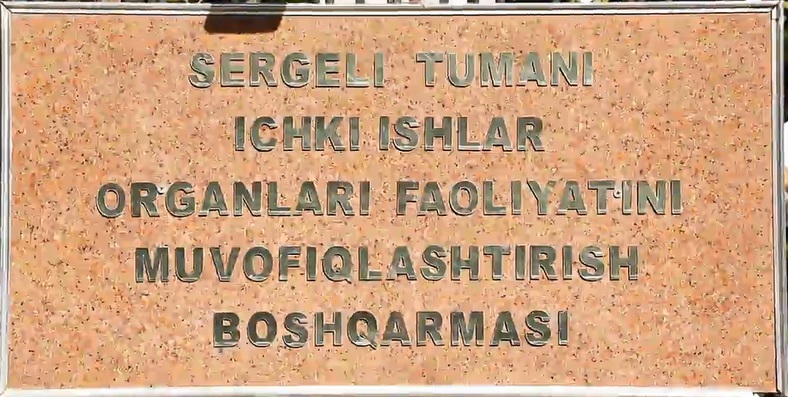 SERGELI TUMANI
ICHKI ISHLAR
ORGANLARI FAOLIYATINI
MUVOFIQLASHTIRISH
BOSHQARMASI